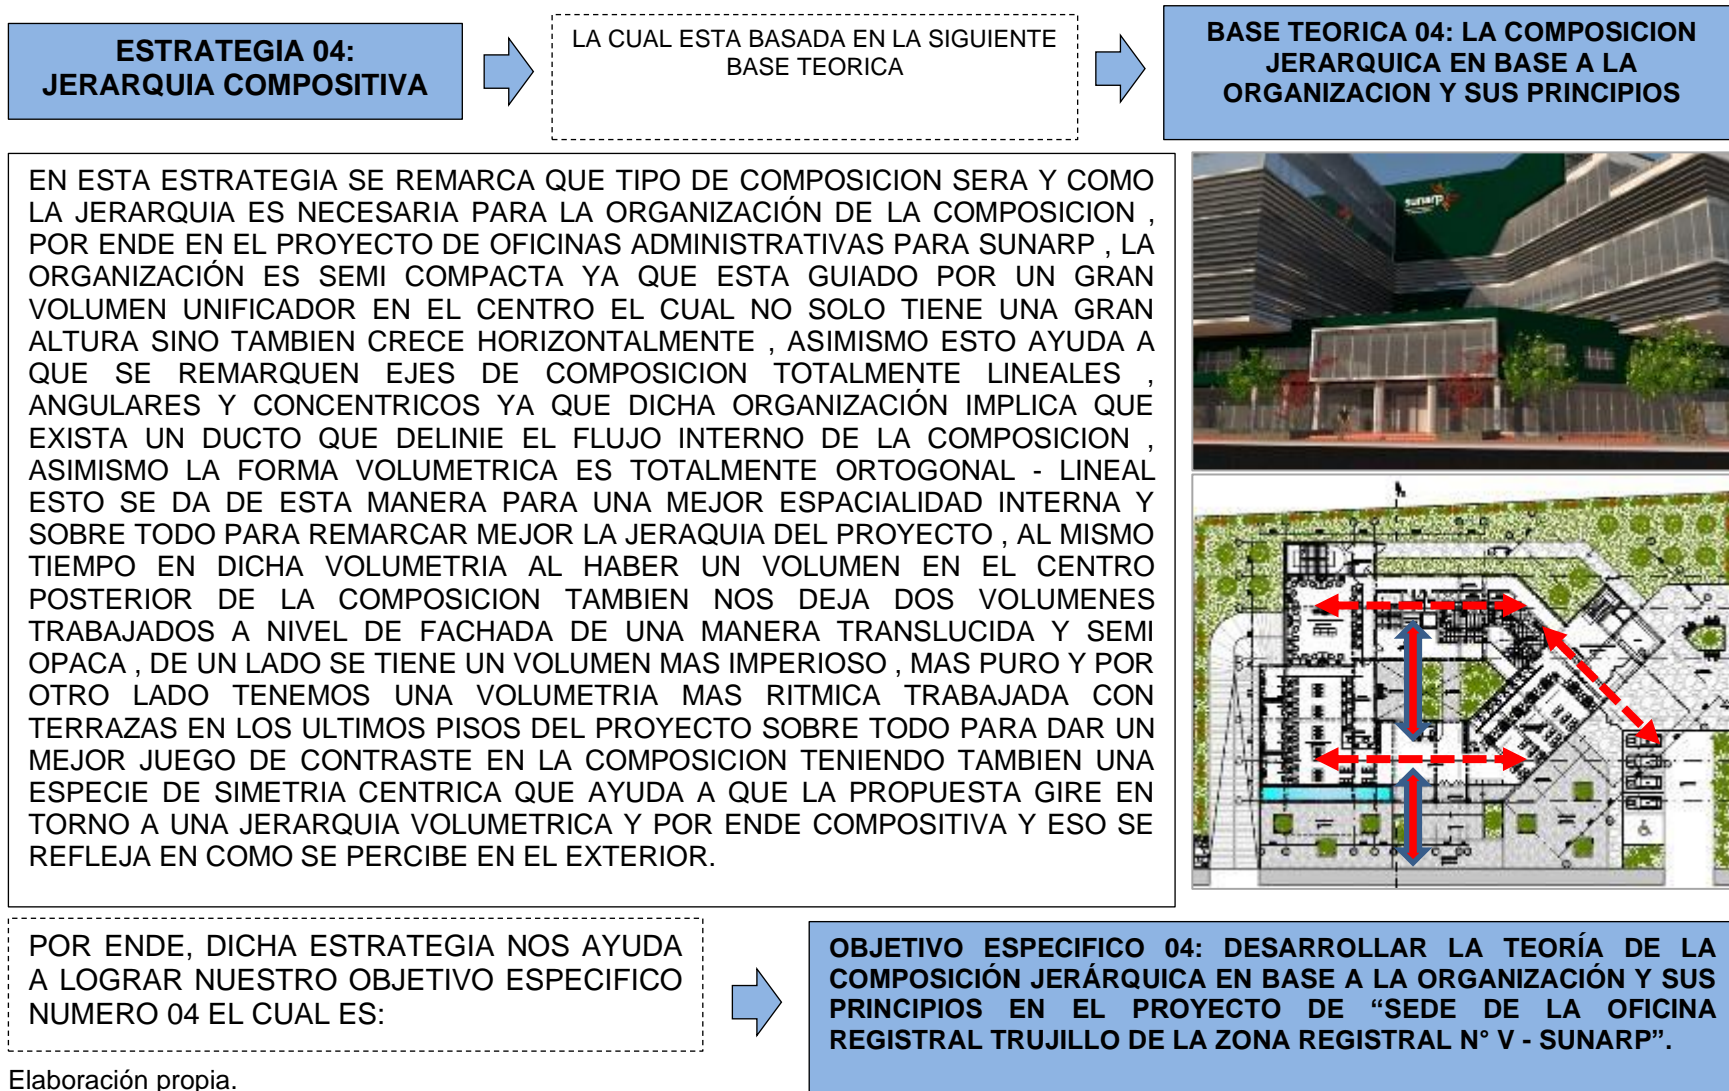 ESTRATEGIA 04:
JERARQUIA COMPOSITIVA
LA CUAL ESTA BASADA EN LA SIGUIENTE
BASE TEORICA
BASE TEORICA 04: LA COMPOSICION
JERARQUICA EN BASE A LA
ORGANIZACION Y SUS PRINCIPIOS
EN ESTA ESTRATEGIA SE REMARCA QUE TIPO DE COMPOSICION SERA Y COMO
LA JERARQUIA ES NECESARIA PARA LA ORGANIZACIÓN DE LA COMPOSICION ,
POR ENDE EN EL PROYECTO DE OFICINAS ADMINISTRATIVAS PARA SUNARP , LA
ORGANIZACIÓN ES SEMI COMPACTA YA QUE ESTA GUIADO POR UN GRAN
VOLUMEN UNIFICADOR EN EL CENTRO EL CUAL NO SOLO TIENE UNA GRAN
ALTURA SINO TAMBIEN CRECE HORIZONTALMENTE , ASIMISMO ESTO AYUDA A
QUE SE REMARQUEN EJES DE COMPOSICION TOTALMENTE LINEALES ,
ANGULARES Y CONCENTRICOS YA QUE DICHA ORGANIZACIÓN IMPLICA QUE
EXISTA UN DUCTO QUE DELINIE EL FLUJO INTERNO DE LA COMPOSICION ,
ASIMISMO LA FORMA VOLUMETRICA ES TOTALMENTE ORTOGONAL - LINEAL
ESTO SE DA DE ESTA MANERA PARA UNA MEJOR ESPACIALIDAD INTERNA Y
SOBRE TODO PARA REMARCAR MEJOR LA JERAQUIA DEL PROYECTO , AL MISMO
TIEMPO EN DICHA VOLUMETRIA AL HABER UN VOLUMEN EN EL CENTRO
POSTERIOR DE LA COMPOSICION TAMBIEN NOS DEJA DOS VOLUMENES
TRABAJADOS A NIVEL DE FACHADA DE UNA MANERA TRANSLUCIDA Y SEMI
OPACA , DE UN LADO SE TIENE UN VOLUMEN MAS IMPERIOSO , MAS PURO Y POR
OTRO LADO TENEMOS UNA VOLUMETRIA MAS RITMICA TRABAJADA CON
TERRAZAS EN LOS ULTIMOS PISOS DEL PROYECTO SOBRE TODO PARA DAR UN
MEJOR JUEGO DE CONTRASTE EN LA COMPOSICION TENIENDO TAMBIEN UNA
ESPECIE DE SIMETRIA CENTRICA QUE AYUDA A QUE LA PROPUESTA GIRE EN
TORNO A UNA JERARQUIA VOLUMETRICA Y POR ENDE COMPOSITIVA Y ESO SE
REFLEJA EN COMO SE PERCIBE EN EL EXTERIOR.
sunarp
POR ENDE, DICHA ESTRATEGIA NOS AYUDA
A LOGRAR NUESTRO OBJETIVO ESPECIFICO
NUMERO 04 EL CUAL ES:
OBJETIVO ESPECIFICO 04: DESARROLLAR LA TEORÍA DE LA
COMPOSICIÓN JERÁRQUICA EN BASE A LA ORGANIZACIÓN Y SUS
PRINCIPIOS EN EL PROYECTO DE “SEDE DE LA OFICINA
REGISTRAL TRUJILLO DE LA ZONA REGISTRAL N° V - SUNARP”.
Elaboración propia.